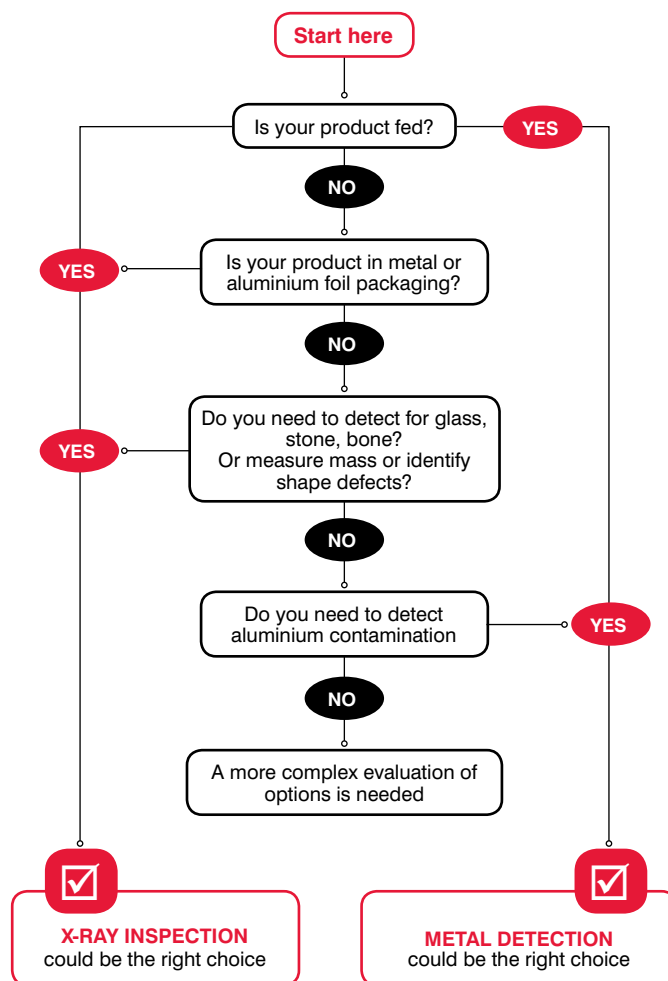 Start here
Is your product fed?
YES
NO
YES
Is your product in metal or
aluminium foil packaging?
NO
YES
Do you need to detect for glass,
stone, bone?
Or measure mass or identify
shape defects?
NO
Do you need to detect
aluminium contamination
YES
NO
A more complex evaluation of
options is needed
X-RAY INSPECTION
could be the right choice
METAL DETECTION
could be the right choice